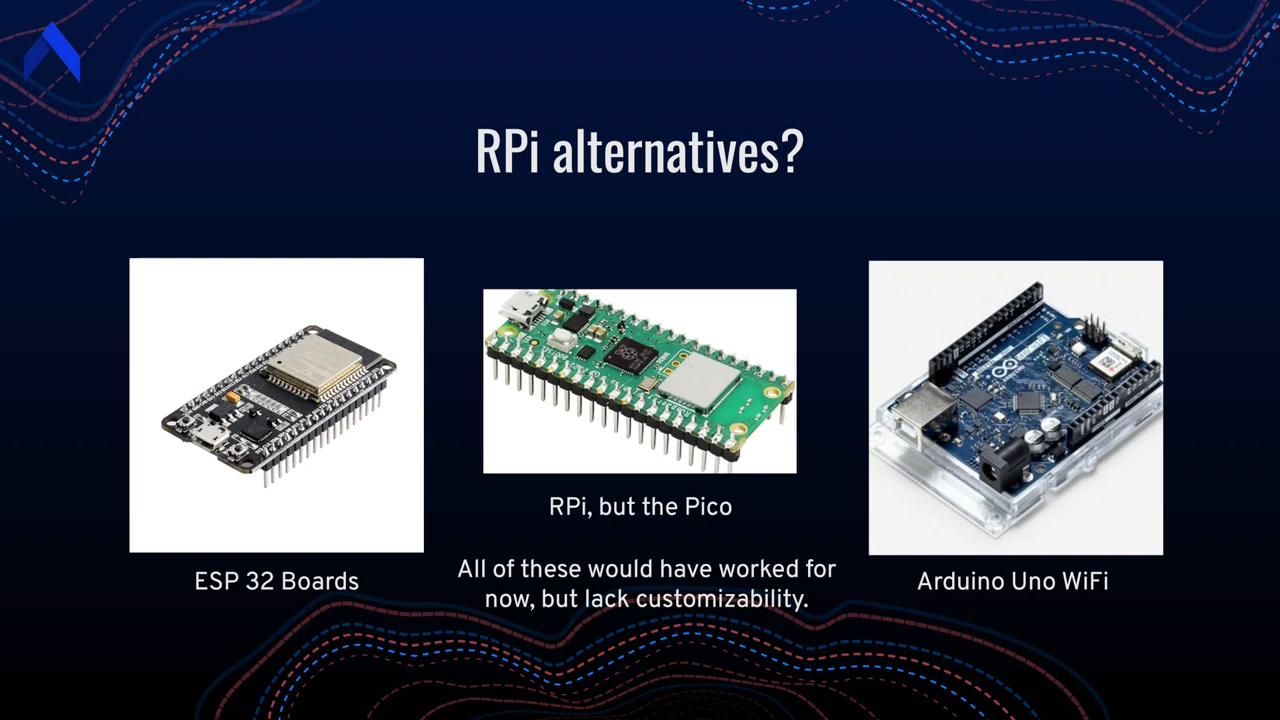 RPi alternatives?
RPi, but the Pico
All of these would have worked for
now, but lack customizability.
ESP 32 Boards
Arduino Uno WiFi